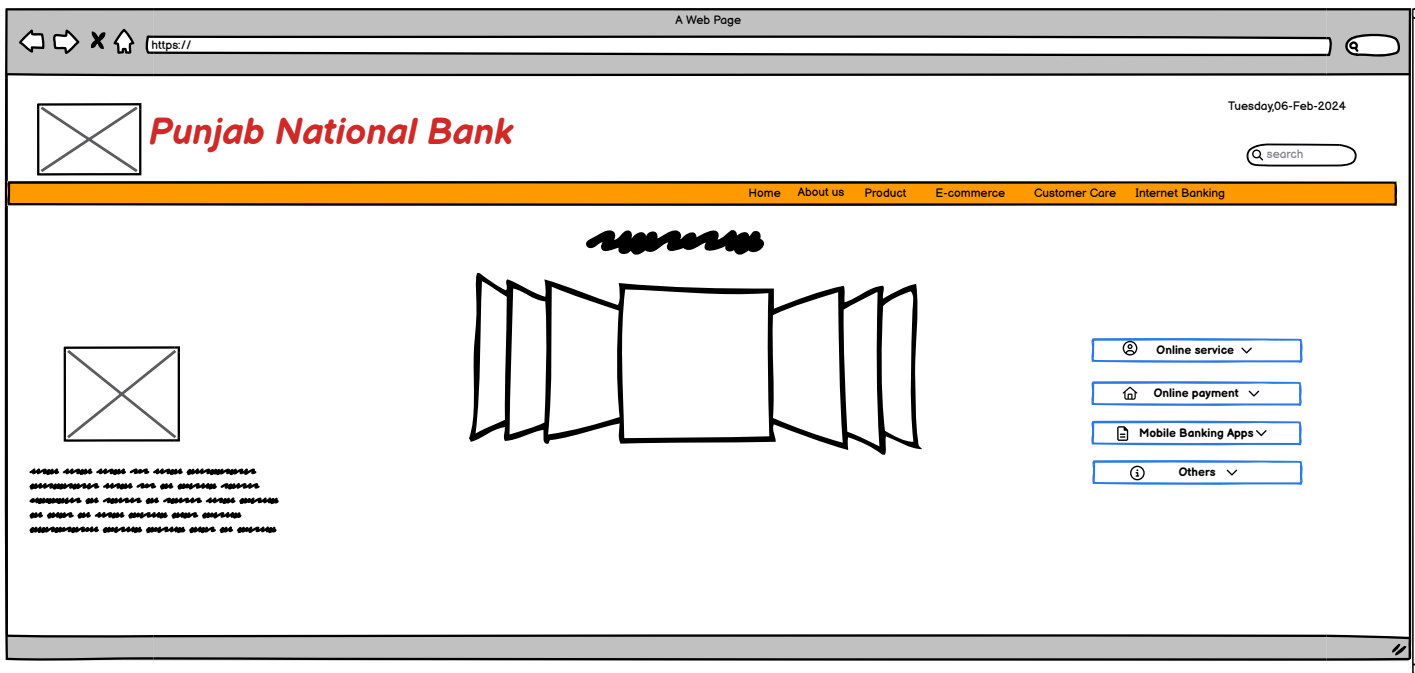 A Web Page
https://
Tuesday,06-Feb-2024
Punjab National Bank
search
Home About us Product E-commerce Customer Care Internet Banking
Online service
Online payment
Mobile Banking Apps
Others